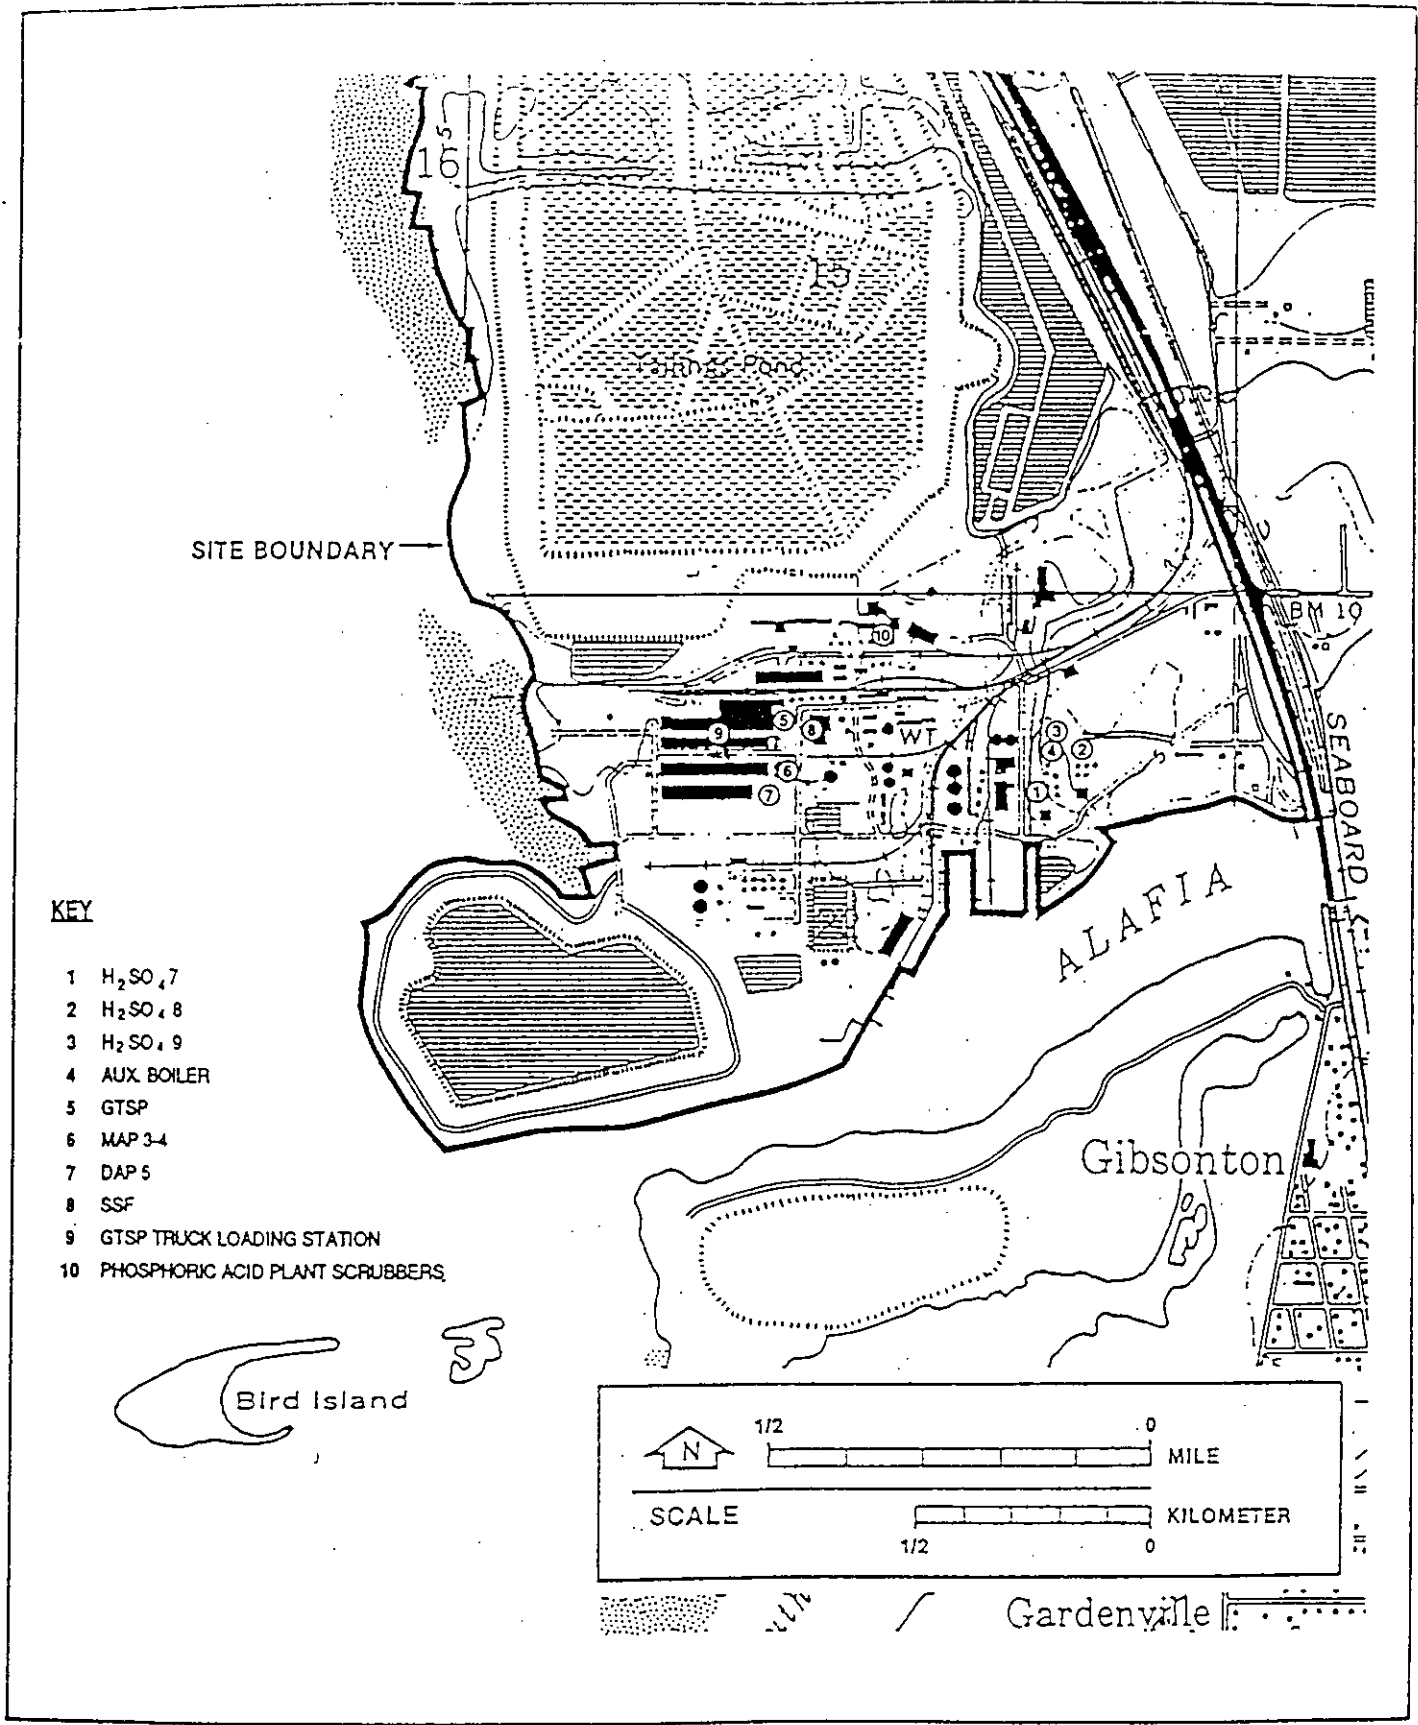 16
5
15
Tailings Pond
SITE BOUNDARY
BM 10
10
5
8
9
WT
3
4
2
6
7
1
SEABOARD
ALAFIA
KEY
1 H₂SO₄ 7
2 H₂SO₄ 8
3 H₂SO₄ 9
4 AUX. BOILER
5 GTSP
6 MAP 3-4
7 DAP 5
8 SSF
9 GTSP TRUCK LOADING STATION
10 PHOSPHORIC ACID PLANT SCRUBBERS
Gibsonton
Bird Island
N
1/2 0
MILE
SCALE
KILOMETER
1/2 0
Gardenville